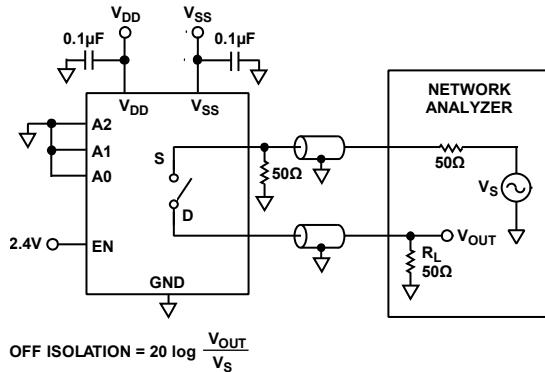 VDD
VSS
0.1µF
0.1µF
VDD
VSS
NETWORK
ANALYZER
A2
A1
A0
S
50Ω
50Ω
VS
D
2.4V
EN
VOUT
RL
50Ω
GND
OFF ISOLATION = 20 log VOUT
VS